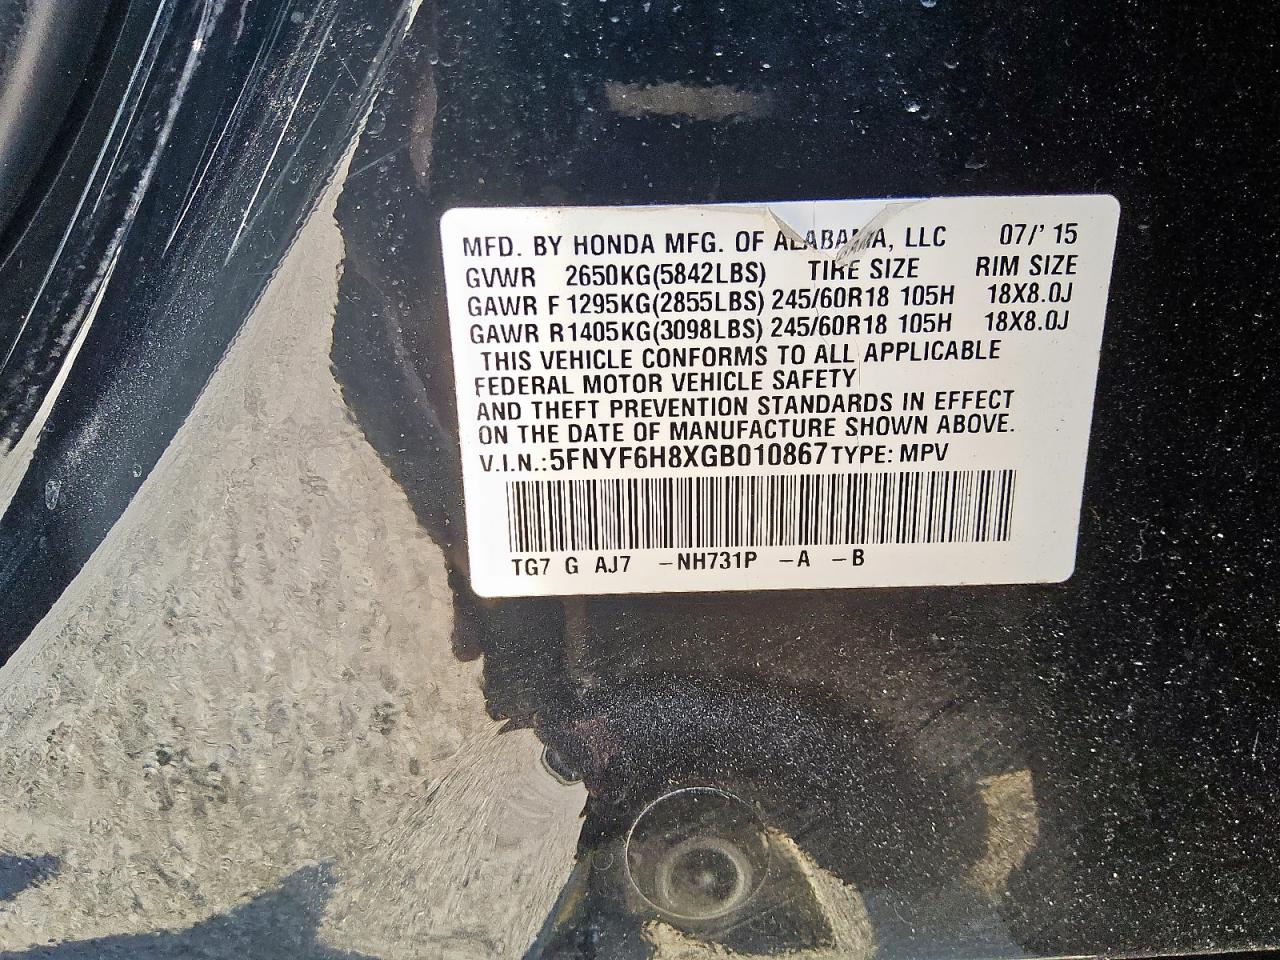 MFD. BY HONDA MFG. OF ALABAMA, LLC 07/' 15
GVWR 2650KG(5842LBS) TIRE SIZE RIM SIZE
GAWR F 1295KG(2855LBS) 245/60R18 105H 18X8.0J
GAWR R1405KG(3098LBS) 245/60R18 105H 18X8.0J
THIS VEHICLE CONFORMS TO ALL APPLICABLE
FEDERAL MOTOR VEHICLE SAFETY
AND THEFT PREVENTION STANDARDS IN EFFECT
ON THE DATE OF MANUFACTURE SHOWN ABOVE.
V.I.N.:5FNYF6H8XGB010867 TYPE: MPV
TG7 G AJ7 -NH731P -A -B